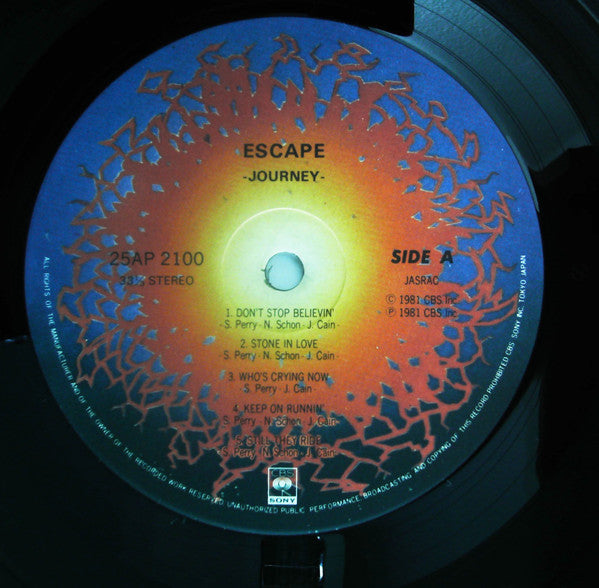 ESCAPE
-JOURNEY-
25AP 2100
33⅓ STEREO
SIDE A
JASRAC
© 1981 CBS Inc.
℗ 1981 CBS Inc.
1. DON'T STOP BELIEVIN'
S. Perry - N. Schon - J. Cain -
2. STONE IN LOVE
S. Perry - N. Schon - J. Cain -
3. WHO'S CRYING NOW
S. Perry - J. Cain -
4. KEEP ON RUNNIN'
S. Perry - N. Schon - J. Cain -
5. STILL THEY RIDE
S. Perry - N. Schon - J. Cain -
CBS
SONY
ALL RIGHTS OF THE MANUFACTURER AND OF THE OWNER OF THE RECORDED WORK RESERVED. UNAUTHORIZED PUBLIC PERFORMANCE, BROADCASTING AND COPYING OF THIS RECORD PROHIBITED CBS/SONY INC. TOKYO JAPAN